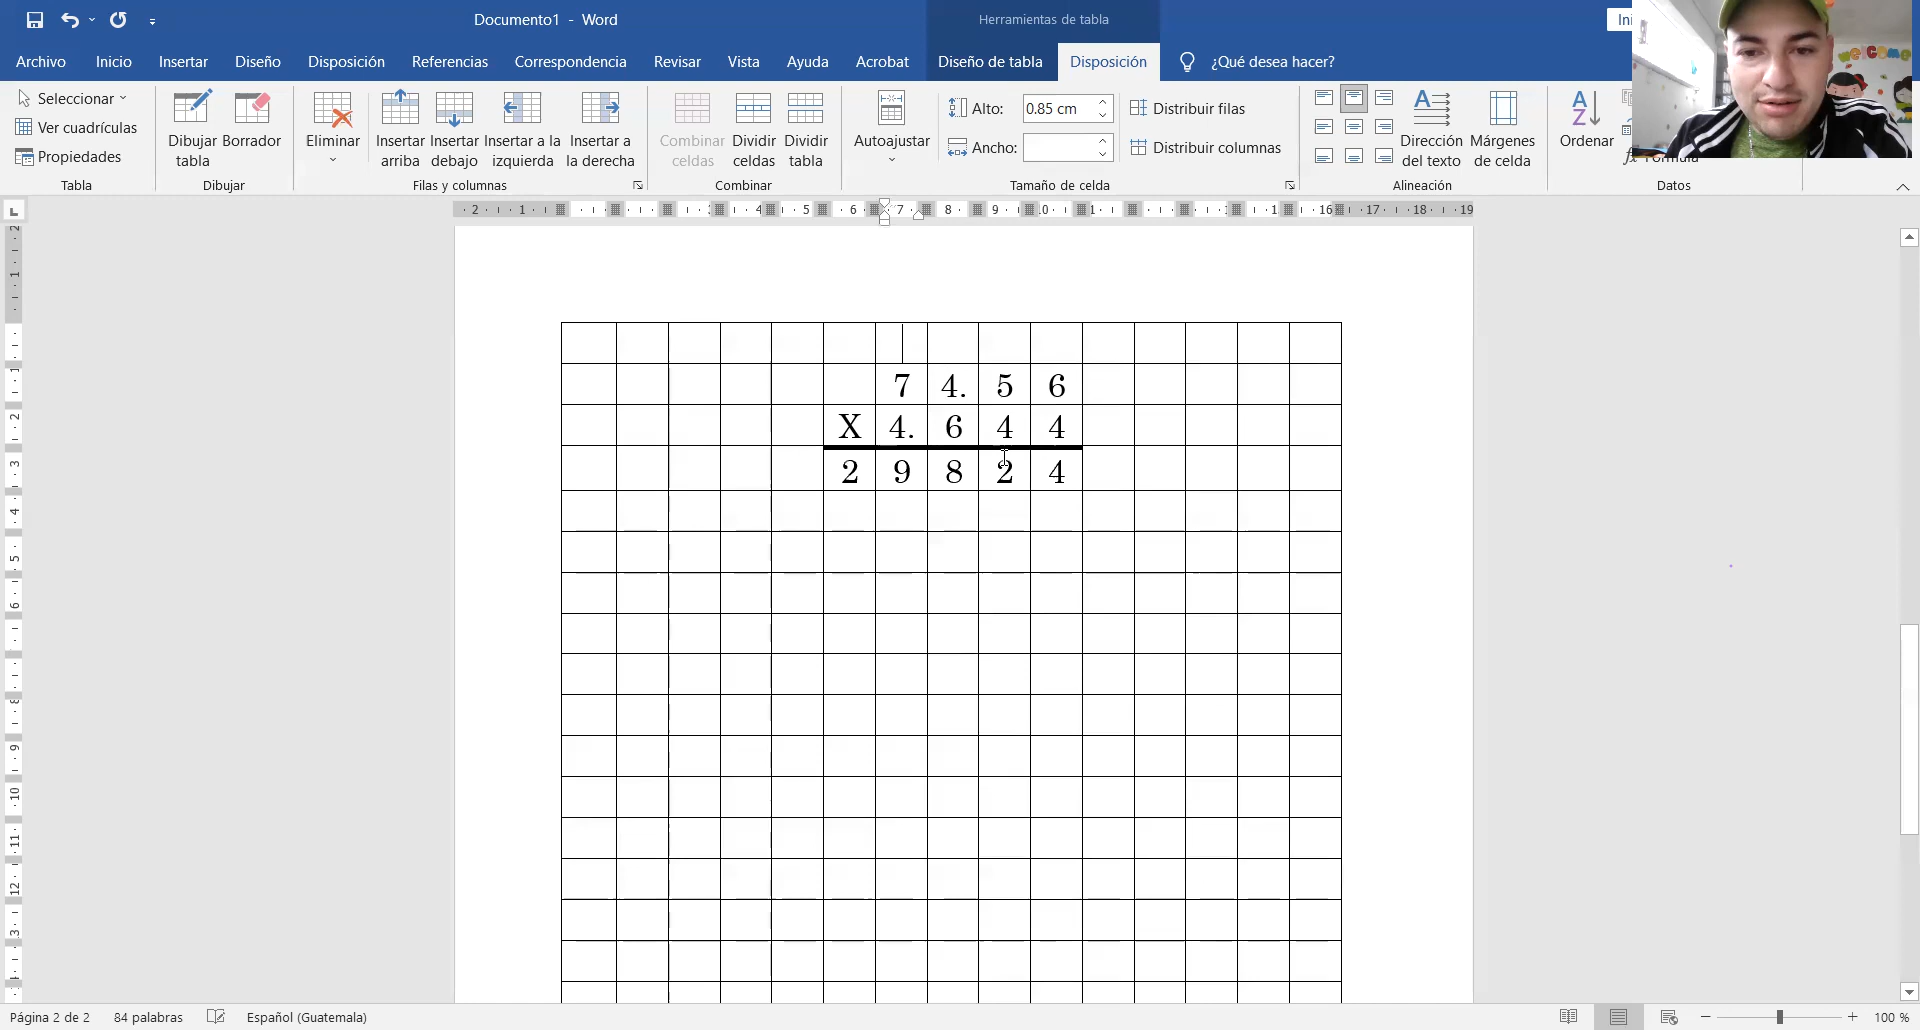 Documento1 - Word
Herramientas de tabla
Archivo Inicio Insertar Diseño Disposición Referencias Correspondencia Revisar Vista Ayuda Acrobat Diseño de tabla Disposición ¿Qué desea hacer?
Seleccionar
Ver cuadrículas
Propiedades
Tabla
Dibujar tabla
Borrador
Dibujar
Eliminar
Insertar arriba
Insertar debajo
Insertar a la izquierda
Insertar a la derecha
Filas y columnas
Combinar celdas
Dividir celdas
Dividir tabla
Combinar
Autoajustar
Alto: 0.85 cm
Ancho:
Distribuir filas
Distribuir columnas
Tamaño de celda
Dirección del texto
Márgenes de celda
Alineación
Ordenar
Datos
7 4. 5 6
X 4. 6 4 4
2 9 8 2 4
Página 2 de 2 84 palabras Español (Guatemala) 100 %